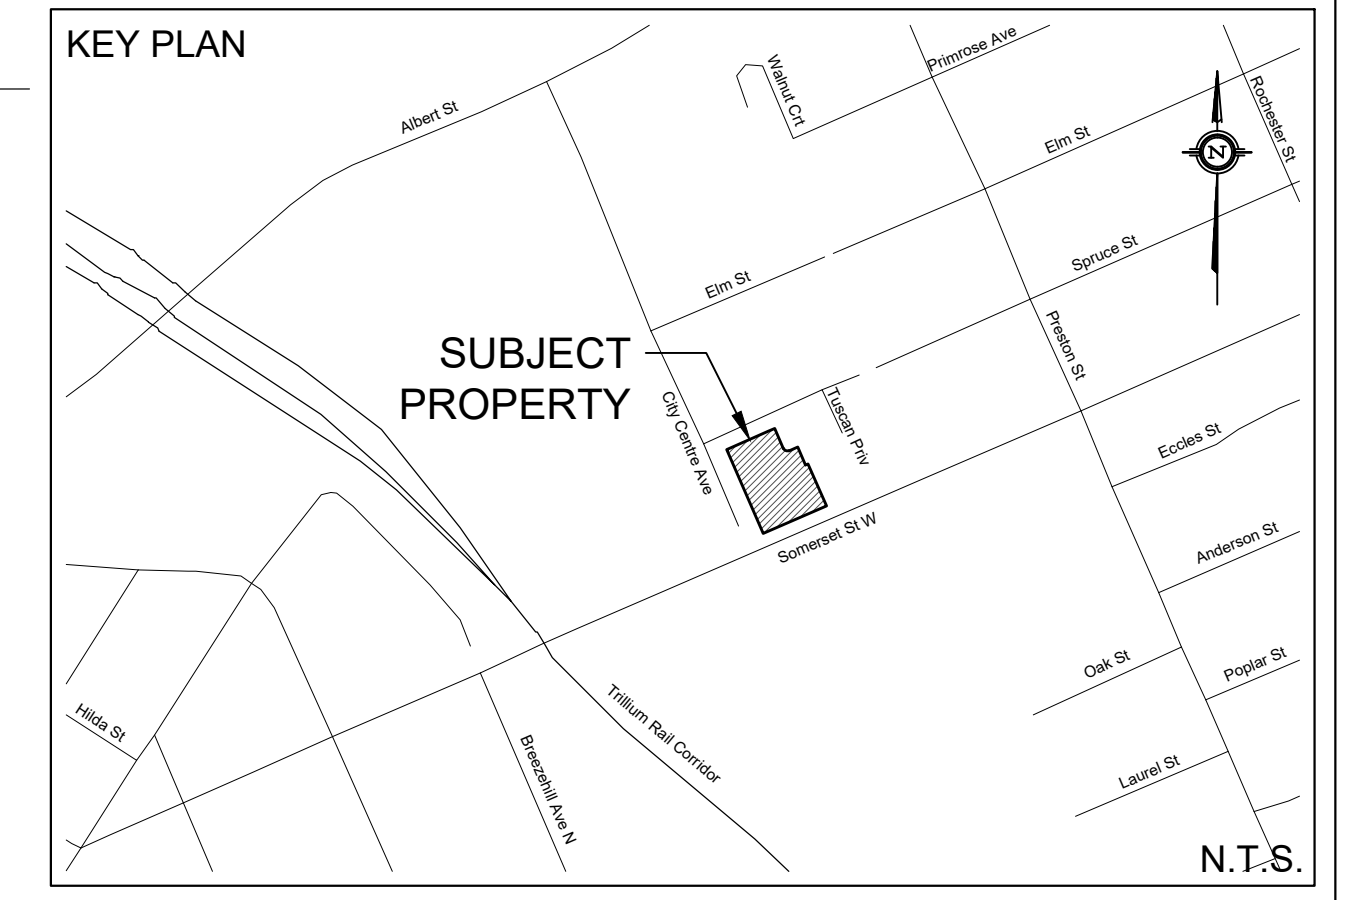 KEY PLAN
Albert St
Walnut Crt
Primrose Ave
Rochester St
Elm St
N
Spruce St
Elm St
SUBJECT
PROPERTY
Preston St
City Centre Ave
Tuscan Priv
Eccles St
Somerset St W
Anderson St
Oak St
Poplar St
Hilda St
Trillium Rail Corridor
Breezehill Ave N
Laurel St
N.T.S.